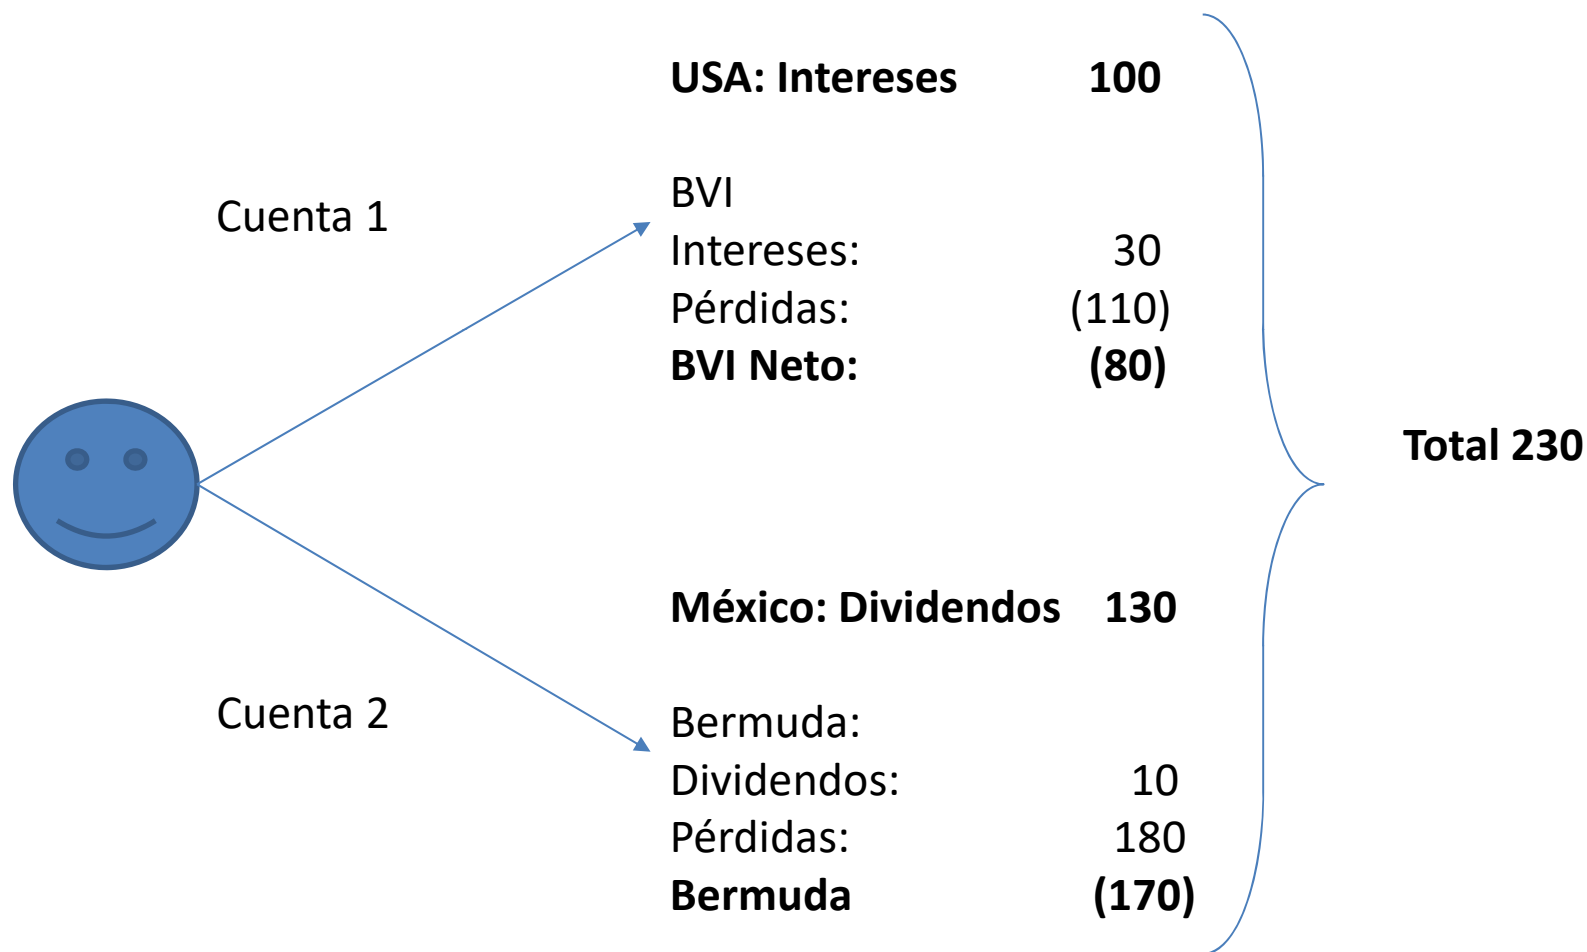 USA: Intereses 100
Cuenta 1
BVI
Intereses: 30
Pérdidas: (110)
BVI Neto: (80)
Total 230
México: Dividendos 130
Cuenta 2
Bermuda:
Dividendos: 10
Pérdidas: 180
Bermuda (170)